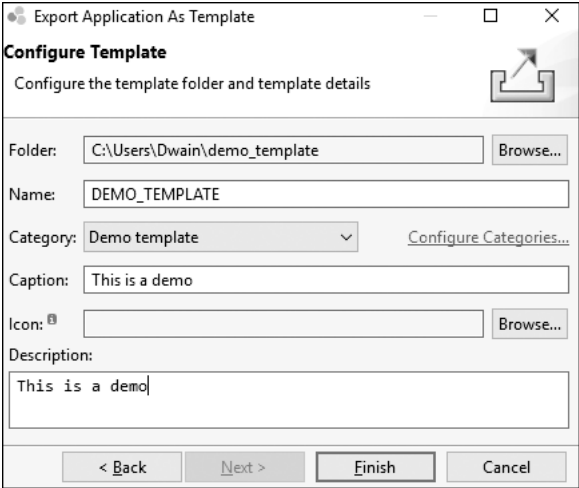 Export Application As Template
Configure Template
Configure the template folder and template details
Folder: C:\Users\Dwain\demo_template Browse...
Name: DEMO_TEMPLATE
Category: Demo template Configure Categories...
Caption: This is a demo
Icon: Browse...
Description:
This is a demo
< Back Next > Finish Cancel